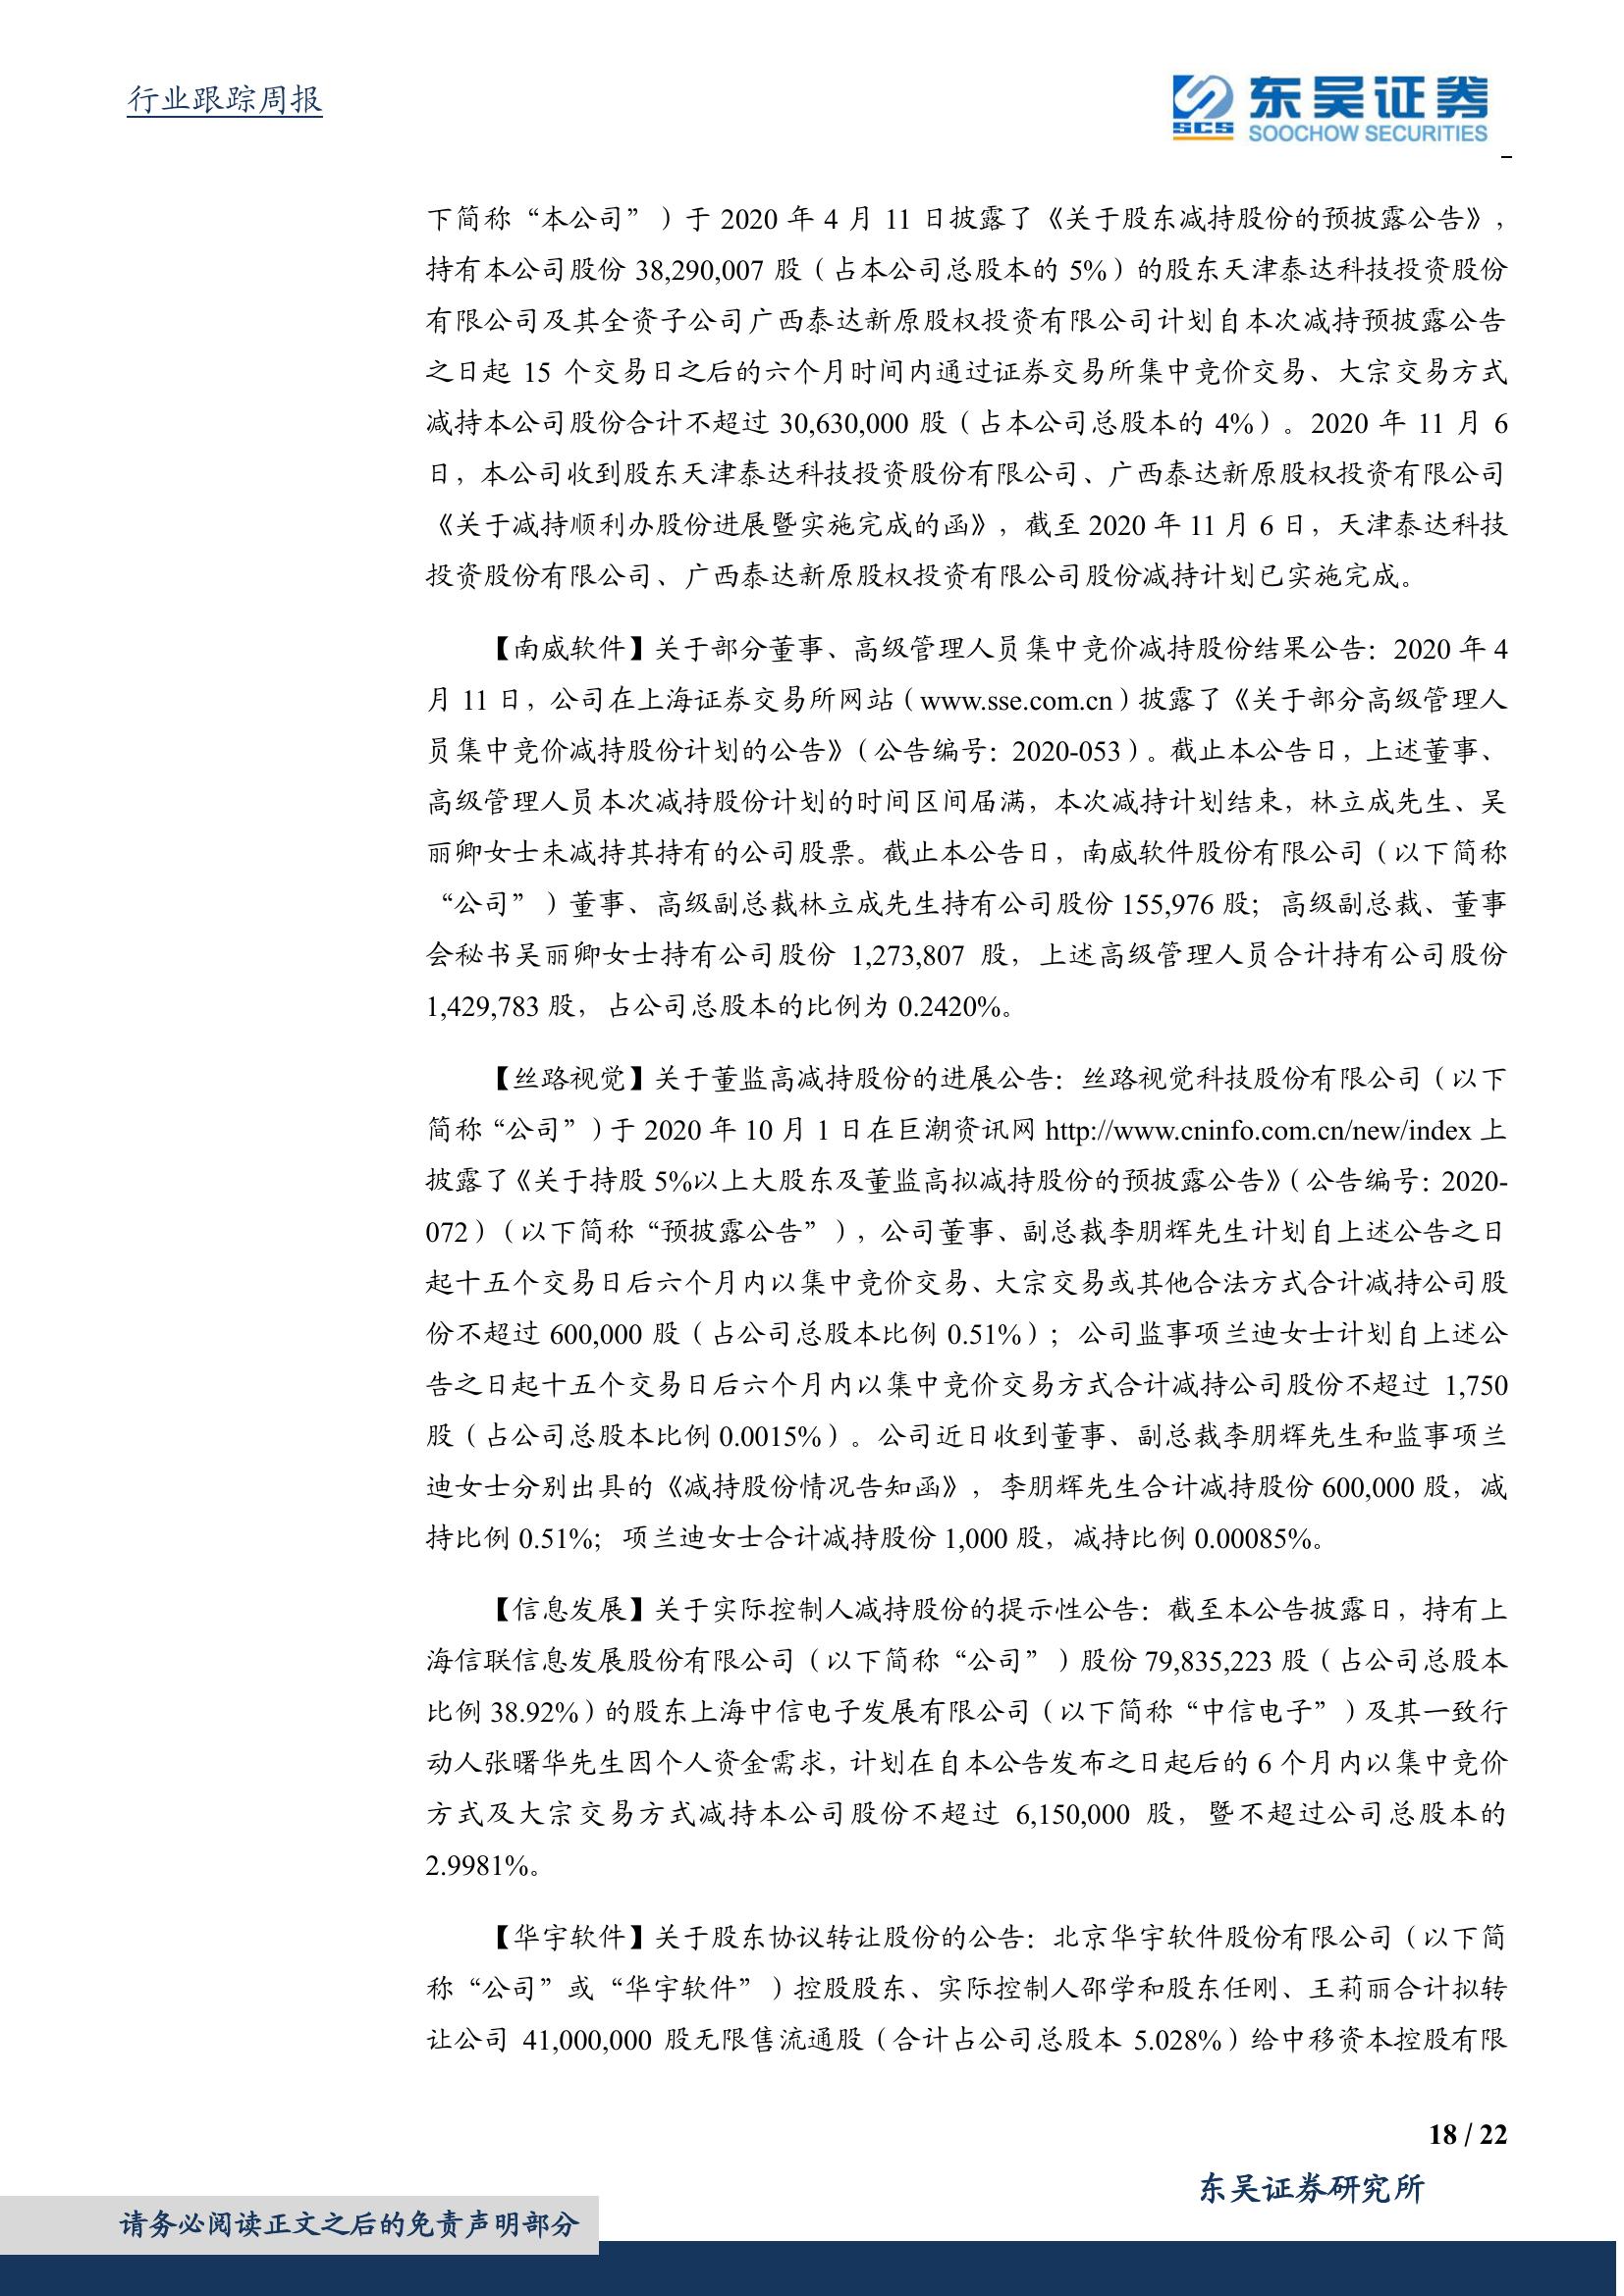 行业跟踪周报
东吴证券
SCS
SOOCHOW SECURITIES
下简称“本公司”）于 2020 年 4 月 11 日披露了《关于股东减持股份的预披露公告》，
持有本公司股份 38,290,007 股（占本公司总股本的 5%）的股东天津泰达科技投资股份
有限公司及其全资子公司广西泰达新原股权投资有限公司计划自本次减持预披露公告
之日起 15 个交易日之后的六个月时间内通过证券交易所集中竞价交易、大宗交易方式
减持本公司股份合计不超过 30,630,000 股（占本公司总股本的 4%）。2020 年 11 月 6
日，本公司收到股东天津泰达科技投资股份有限公司、广西泰达新原股权投资有限公司
《关于减持顺利办股份进展暨实施完成的函》，截至 2020 年 11 月 6 日，天津泰达科技
投资股份有限公司、广西泰达新原股权投资有限公司股份减持计划已实施完成。
【南威软件】关于部分董事、高级管理人员集中竞价减持股份结果公告：2020 年 4
月 11 日，公司在上海证券交易所网站（www.sse.com.cn）披露了《关于部分高级管理人
员集中竞价减持股份计划的公告》（公告编号：2020-053）。截止本公告日，上述董事、
高级管理人员本次减持股份计划的时间区间届满，本次减持计划结束，林立成先生、吴
丽卿女士未减持其持有的公司股票。截止本公告日，南威软件股份有限公司（以下简称
“公司”）董事、高级副总裁林立成先生持有公司股份 155,976 股；高级副总裁、董事
会秘书吴丽卿女士持有公司股份 1,273,807 股，上述高级管理人员合计持有公司股份
1,429,783 股，占公司总股本的比例为 0.2420%。
【丝路视觉】关于董监高减持股份的进展公告：丝路视觉科技股份有限公司（以下
简称“公司”）于 2020 年 10 月 1 日在巨潮资讯网 http://www.cninfo.com.cn/new/index 上
披露了《关于持股 5%以上大股东及董监高拟减持股份的预披露公告》（公告编号：2020-
072）（以下简称“预披露公告”），公司董事、副总裁李朋辉先生计划自上述公告之日
起十五个交易日后六个月内以集中竞价交易、大宗交易或其他合法方式合计减持公司股
份不超过 600,000 股（占公司总股本比例 0.51%）；公司监事项兰迪女士计划自上述公
告之日起十五个交易日后六个月内以集中竞价交易方式合计减持公司股份不超过 1,750
股（占公司总股本比例 0.0015%）。公司近日收到董事、副总裁李朋辉先生和监事项兰
迪女士分别出具的《减持股份情况告知函》，李朋辉先生合计减持股份 600,000 股，减
持比例 0.51%；项兰迪女士合计减持股份 1,000 股，减持比例 0.00085%。
【信息发展】关于实际控制人减持股份的提示性公告：截至本公告披露日，持有上
海信联信息发展股份有限公司（以下简称“公司”）股份 79,835,223 股（占公司总股本
比例 38.92%）的股东上海中信电子发展有限公司（以下简称“中信电子”）及其一致行
动人张曙华先生因个人资金需求，计划在自本公告发布之日起后的 6 个月内以集中竞价
方式及大宗交易方式减持本公司股份不超过 6,150,000 股，暨不超过公司总股本的
2.9981%。
【华宇软件】关于股东协议转让股份的公告：北京华宇软件股份有限公司（以下简
称“公司”或“华宇软件”）控股股东、实际控制人邵学和股东任刚、王莉丽合计拟转
让公司 41,000,000 股无限售流通股（合计占公司总股本 5.028%）给中移资本控股有限
18 / 22
东吴证券研究所
请务必阅读正文之后的免责声明部分